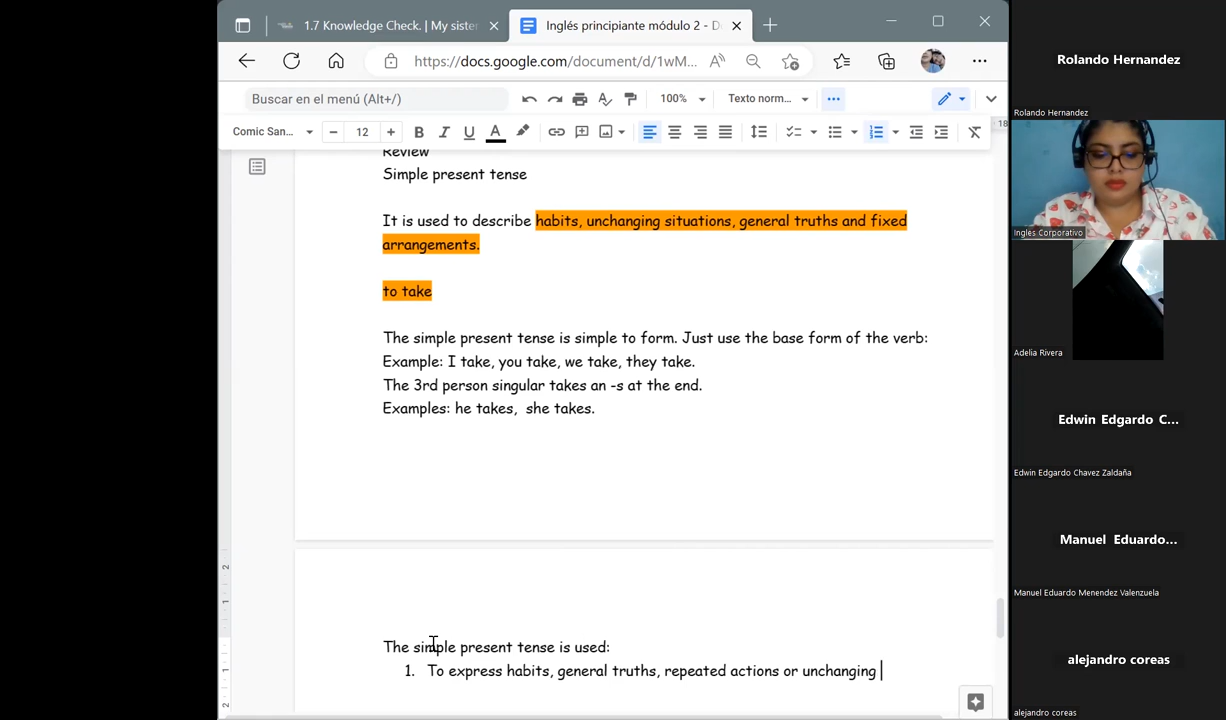 1.7 Knowledge Check. | My sister
Inglés principiante módulo 2 - D
https://docs.google.com/document/d/1wM...
Buscar en el menú (Alt+/)
100%
Texto norm...
Comic San...
12
18
Review
Simple present tense
It is used to describe habits, unchanging situations, general truths and fixed
arrangements.
to take
The simple present tense is simple to form. Just use the base form of the verb:
Example: I take, you take, we take, they take.
The 3rd person singular takes an -s at the end.
Examples: he takes, she takes.
The simple present tense is used:
1. To express habits, general truths, repeated actions or unchanging
Rolando Hernandez
Rolando Hernandez
Ingles Corporativo
Adelia Rivera
Edwin Edgardo C...
Edwin Edgardo Chavez Zaldaña
Manuel Eduardo...
Manuel Eduardo Menendez Valenzuela
alejandro coreas
alejandro coreas